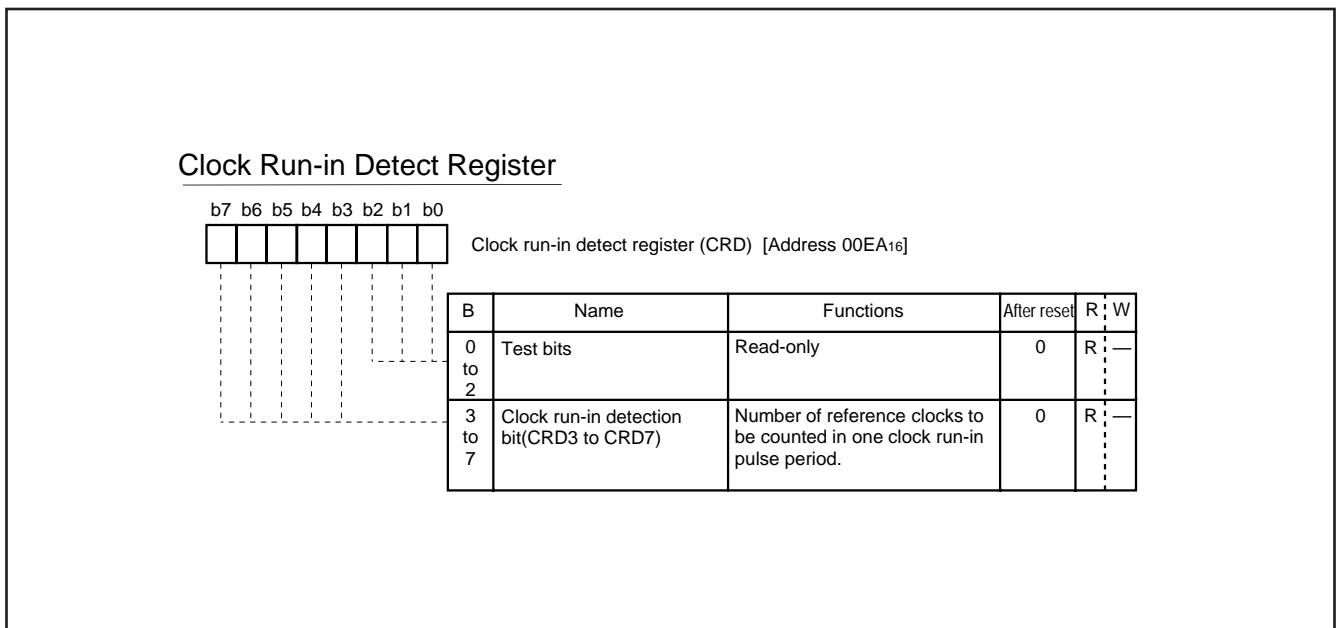 Clock Run-in Detect Register
b7 b6 b5 b4 b3 b2 b1 b0
Clock run-in detect register (CRD) [Address 00EA16]
B Name Functions After reset R W
0 to 2 Test bits Read-only 0 R —
3 to 7 Clock run-in detection bit(CRD3 to CRD7) Number of reference clocks to be counted in one clock run-in pulse period. 0 R —